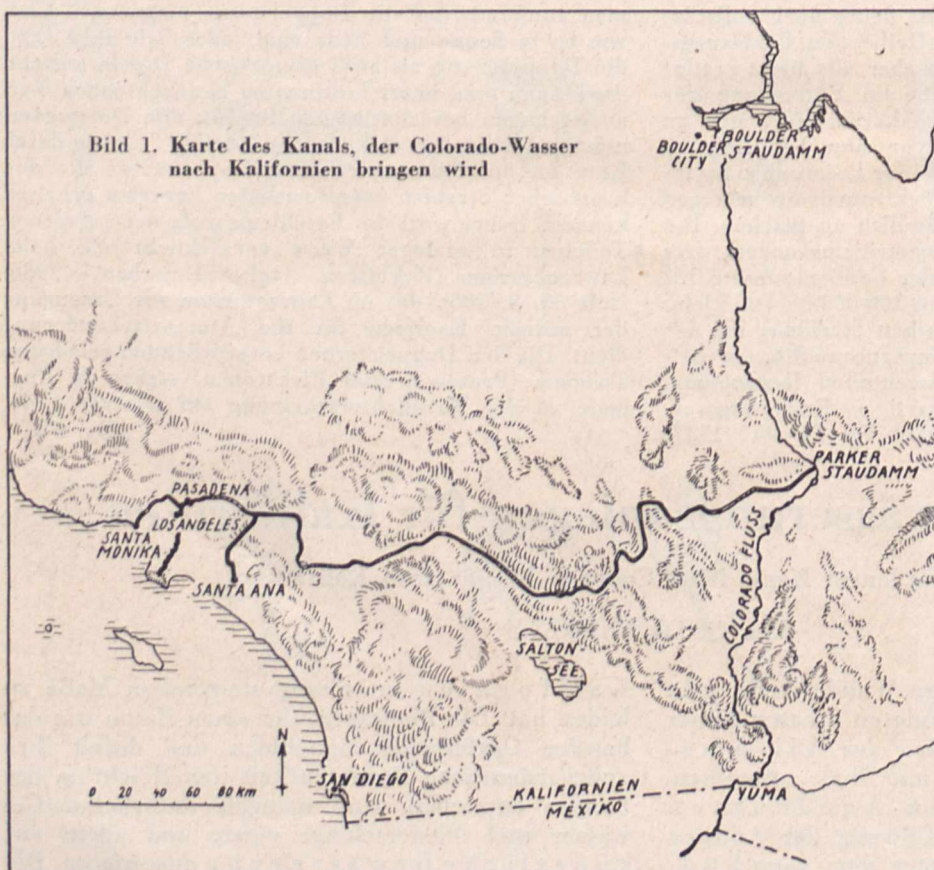 Bild 1. Karte des Kanals, der Colorado-Wasser
nach Kalifornien bringen wird
BOULDER
CITY
BOULDER
STAUDAMM
PARKER
STAUDAMM
PASADENA
LOS ANGELES
SANTA
MONIKA
SANTA ANA
COLORADO FLUSS
SALTON
SEE
N
SAN DIEGO
0 20 40 60 80 Km
KALIFORNIEN
MEXIKO
YUMA